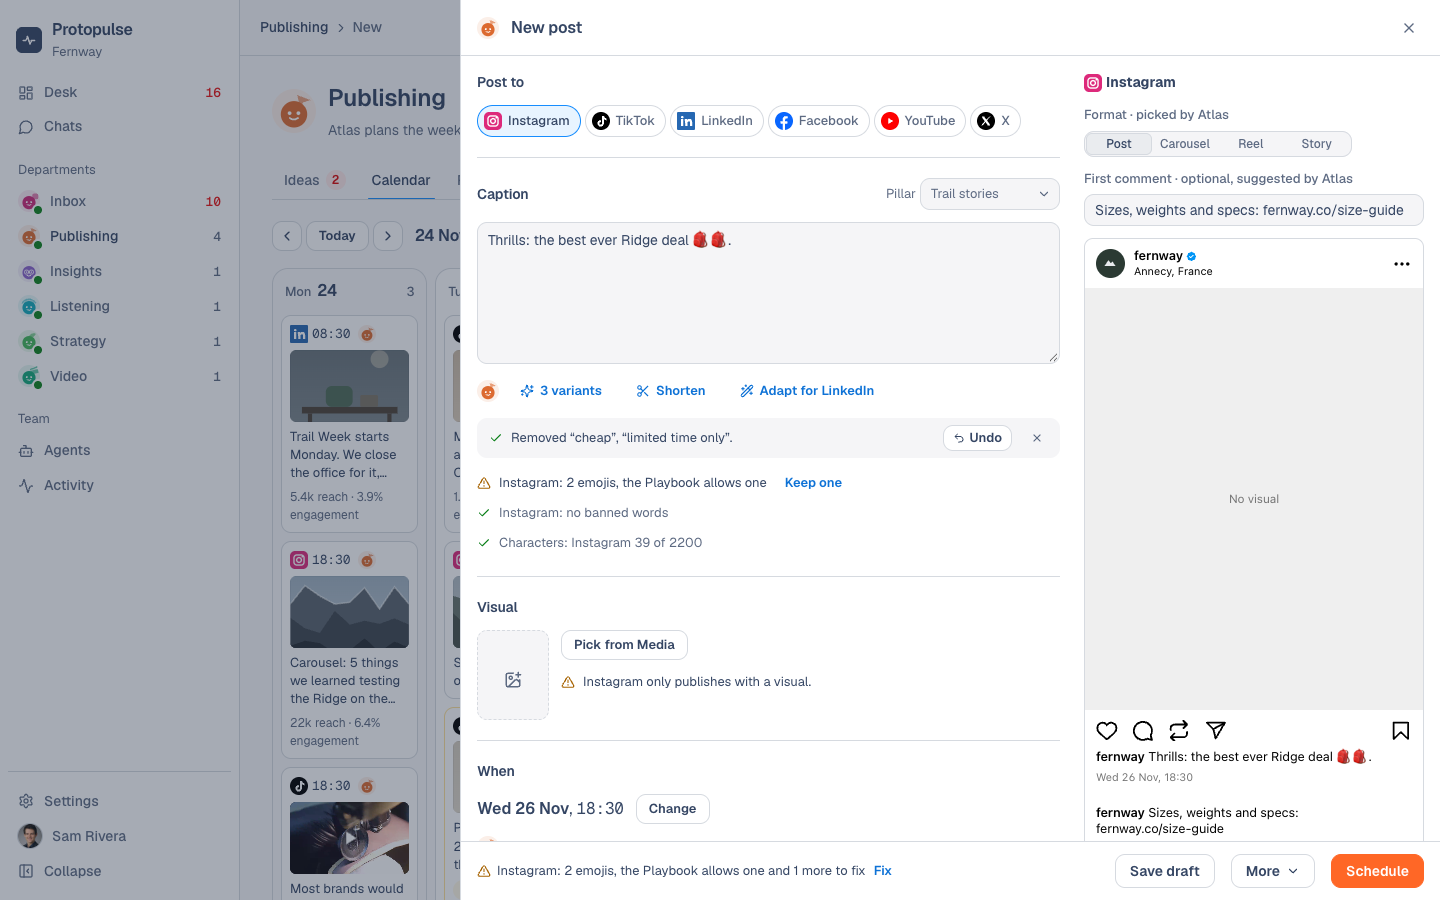 Protopulse
Fernway
Desk 16
Chats
Departments
Inbox 10
Publishing 4
Insights 1
Listening 1
Strategy 1
Video 1
Team
Agents
Activity
Settings
Sam Rivera
Collapse
Publishing > New
Publishing
Atlas plans the week
Ideas 2 Calendar
Today 24 No
Mon 24 3
08:30
Trail Week starts
Monday. We close
the office for it,...
5.4k reach · 3.9%
engagement
18:30
Carousel: 5 things
we learned testing
the Ridge on the...
22k reach · 6.4%
engagement
18:30
Most brands would
New post
Post to
Instagram TikTok LinkedIn Facebook YouTube X
Caption Pillar Trail stories
Thrills: the best ever Ridge deal 🎒🎒.
3 variants Shorten Adapt for LinkedIn
Removed “cheap”, “limited time only”. Undo
Instagram: 2 emojis, the Playbook allows one Keep one
Instagram: no banned words
Characters: Instagram 39 of 2200
Visual
Pick from Media
Instagram only publishes with a visual.
When
Wed 26 Nov, 18:30 Change
Instagram
Format · picked by Atlas
Post Carousel Reel Story
First comment · optional, suggested by Atlas
Sizes, weights and specs: fernway.co/size-guide
fernway
Annecy, France
No visual
fernway Thrills: the best ever Ridge deal 🎒🎒.
Wed 26 Nov, 18:30
fernway Sizes, weights and specs:
fernway.co/size-guide
Instagram: 2 emojis, the Playbook allows one and 1 more to fix Fix
Save draft More Schedule